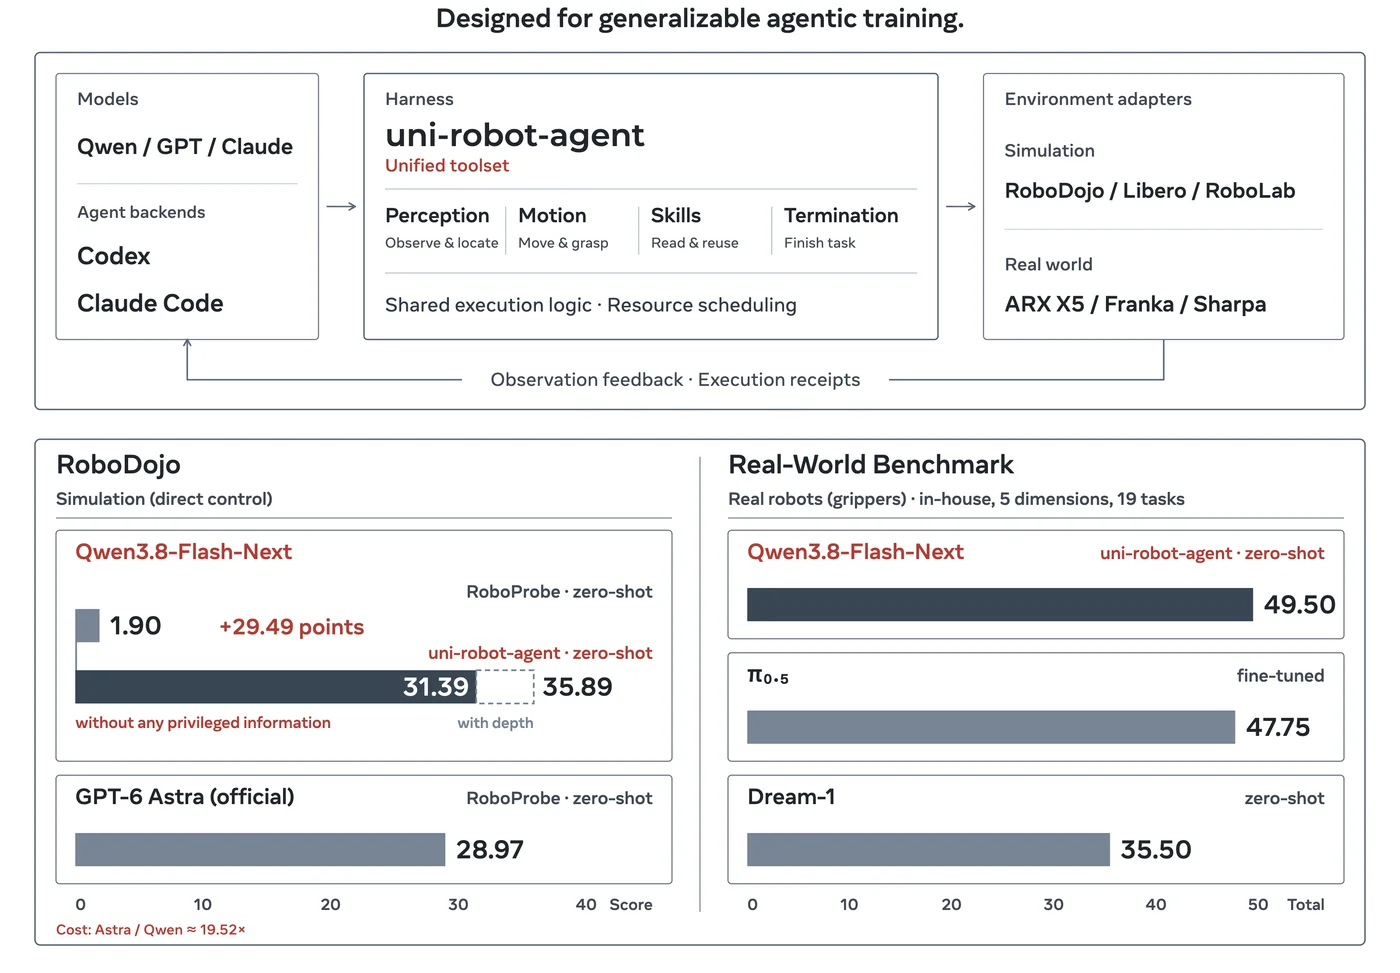 Designed for generalizable agentic training.
Models
Qwen / GPT / Claude
Agent backends
Codex
Claude Code
Harness
uni-robot-agent
Unified toolset
Perception
Observe & locate
Motion
Move & grasp
Skills
Read & reuse
Termination
Finish task
Shared execution logic · Resource scheduling
Environment adapters
Simulation
RoboDojo / Libero / RoboLab
Real world
ARX X5 / Franka / Sharpa
Observation feedback · Execution receipts
RoboDojo
Simulation (direct control)
Qwen3.8-Flash-Next
RoboProbe · zero-shot
1.90
+29.49 points
uni-robot-agent · zero-shot
31.39
35.89
without any privileged information
with depth
GPT-6 Astra (official)
RoboProbe · zero-shot
28.97
0 10 20 30 40 Score
Cost: Astra / Qwen ≈ 19.52×
Real-World Benchmark
Real robots (grippers) · in-house, 5 dimensions, 19 tasks
Qwen3.8-Flash-Next
uni-robot-agent · zero-shot
49.50
π₀.₅
fine-tuned
47.75
Dream-1
zero-shot
35.50
0 10 20 30 40 50 Total